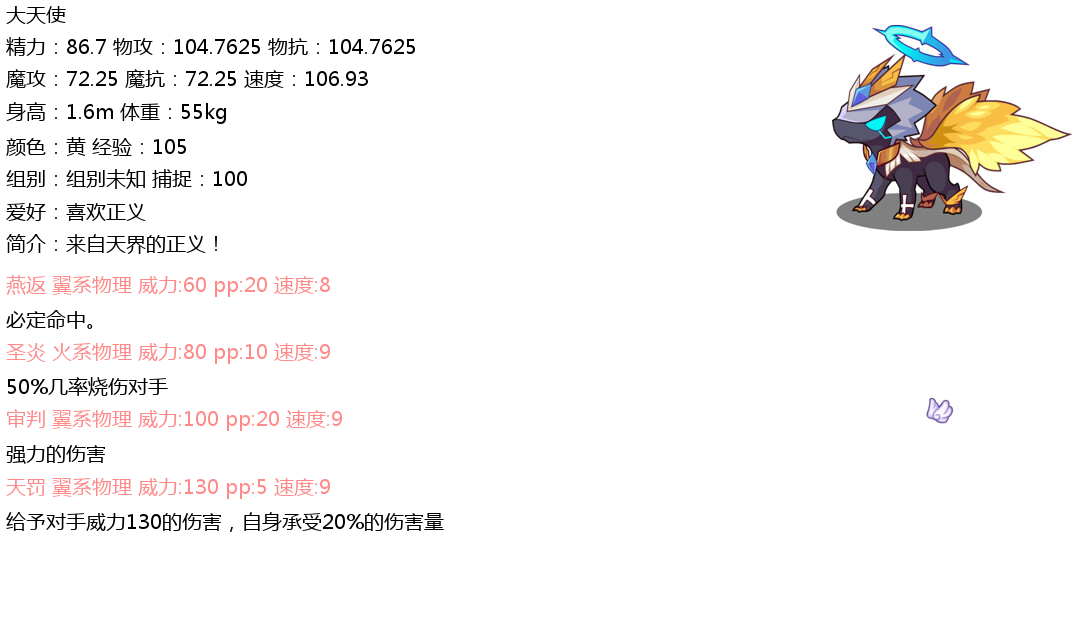 大天使
精力：86.7 物攻：104.7625 物抗：104.7625
魔攻：72.25 魔抗：72.25 速度：106.93
身高：1.6m 体重：55kg
颜色：黄 经验：105
组别：组别未知 捕捉：100
爱好：喜欢正义
简介：来自天界的正义！
燕返 翼系物理 威力:60 pp:20 速度:8
必定命中。
圣炎 火系物理 威力:80 pp:10 速度:9
50%几率烧伤对手
审判 翼系物理 威力:100 pp:20 速度:9
强力的伤害
天罚 翼系物理 威力:130 pp:5 速度:9
给予对手威力130的伤害，自身承受20%的伤害量